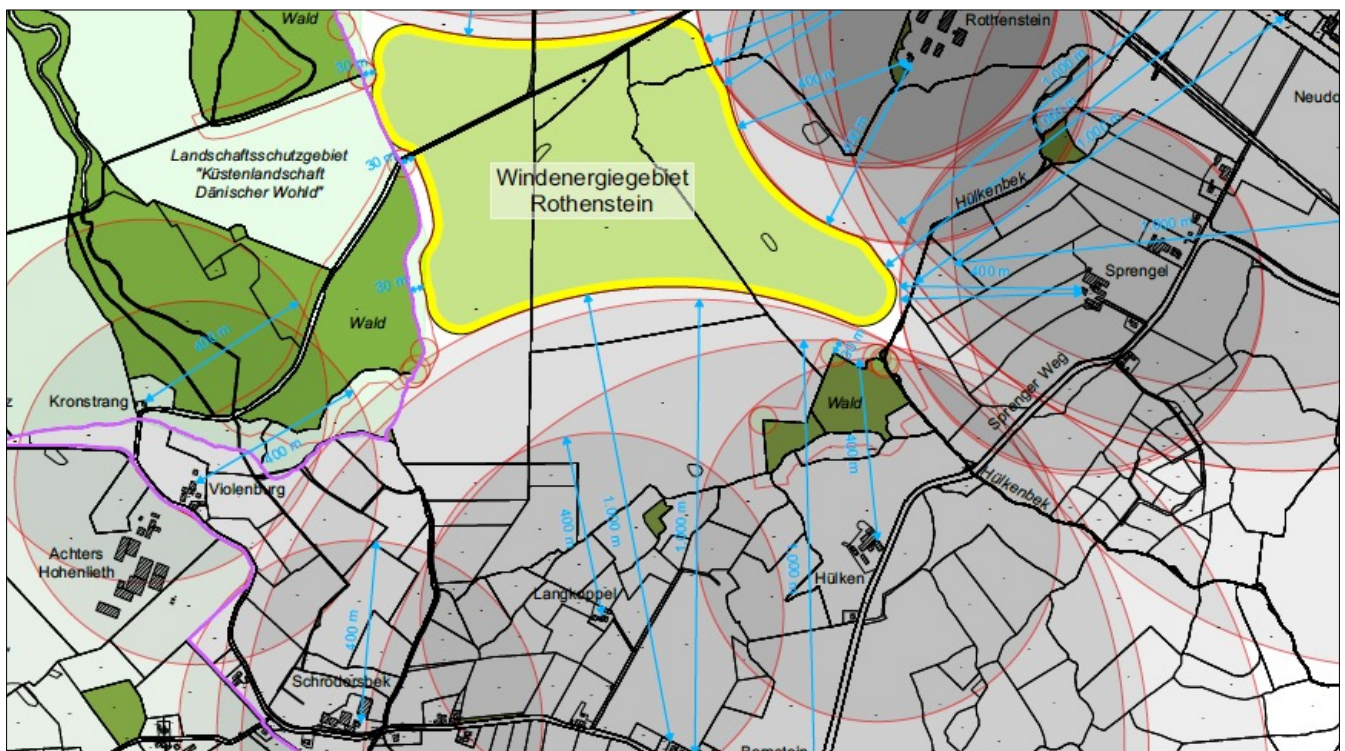 Wald
Rothenstein
30 m
1.000 m
400 m
Neudo
1.000 m
Landschaftsschutzgebiet
"Küstenlandschaft
Dänischer Wohld"
30 m
Windenergiegebiet
Rothenstein
Hülkenbek
1.000 m
400 m
Sprengel
30 m
Wald
400 m
Sprenger Weg
Kronstrang
Wald
z
400 m
400 m
Violenburg
Hülkenbek
400 m
1.000 m
1.000 m
1.000 m
Achters
Hohenlieth
Hülken
Langkoppel
400 m
Schrödersbek